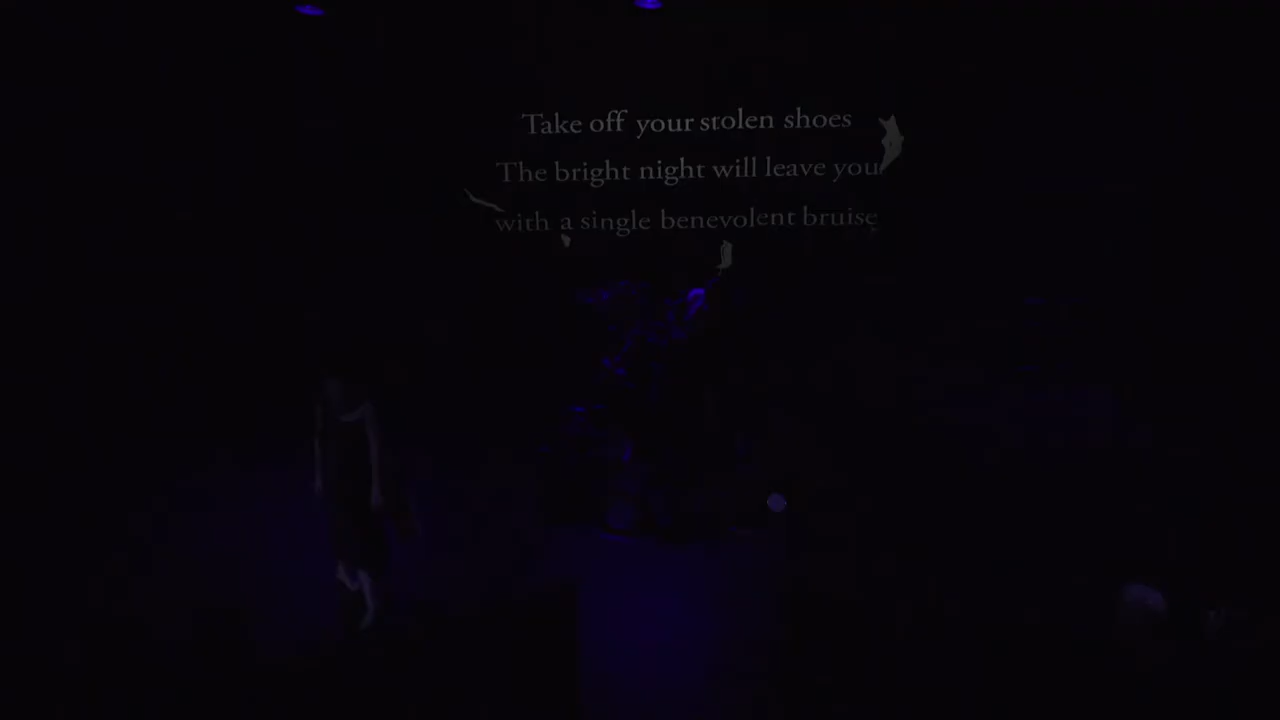 Take off your stolen shoes
The bright night will leave you
with a single benevolent bruise